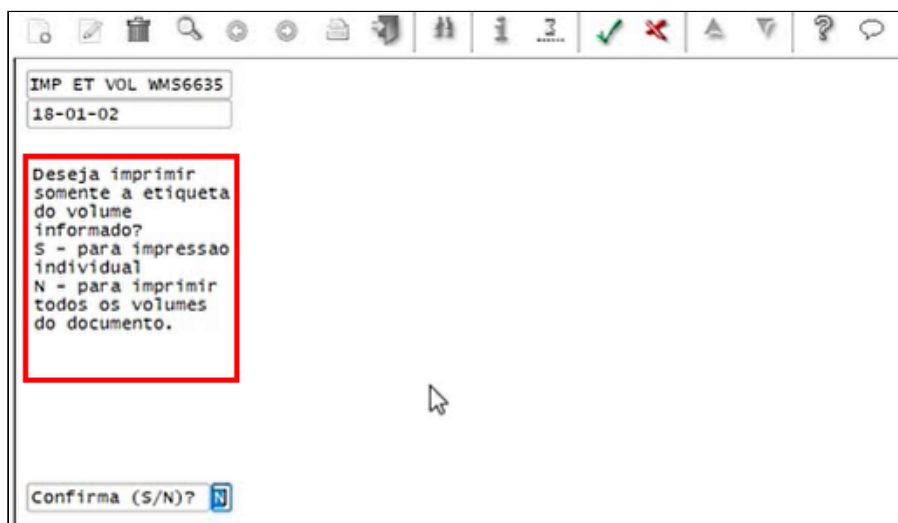 IMP ET VOL WMS6635
18-01-02
Deseja imprimir
somente a etiqueta
do volume
informado?
S - para impressao
individual
N - para imprimir
todos os volumes
do documento.
Confirma (S/N)? N